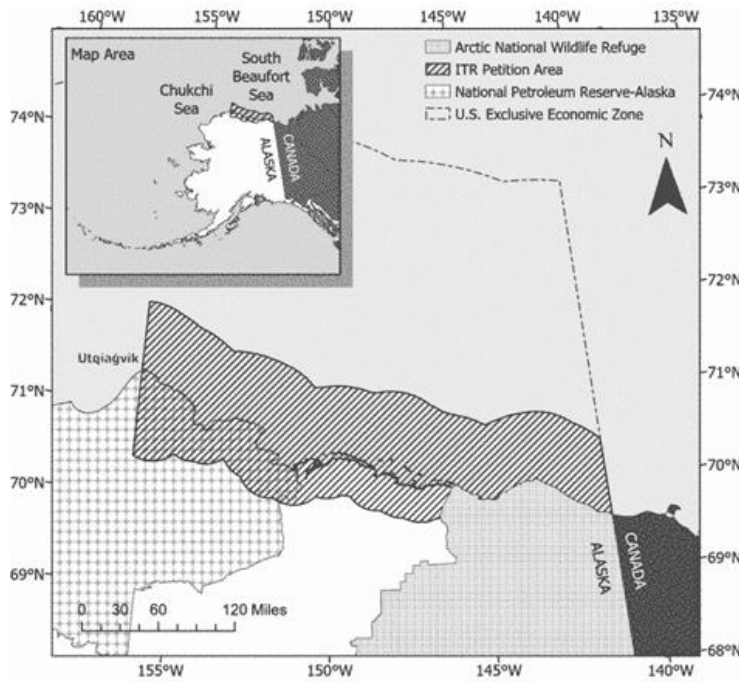 160°W 155°W 150°W 145°W 140°W 135°W
Map Area
South
Beaufort
Sea
Chukchi
Sea
ALASKA
CANADA
Arctic National Wildlife Refuge
ITR Petition Area
National Petroleum Reserve-Alaska
U.S. Exclusive Economic Zone
N
74°N
73°N
72°N
71°N
70°N
69°N
74°N
73°N
72°N
71°N
70°N
69°N
68°N
Utqiaġvik
ALASKA
CANADA
0 30 60 120 Miles
155°W 150°W 145°W 140°W